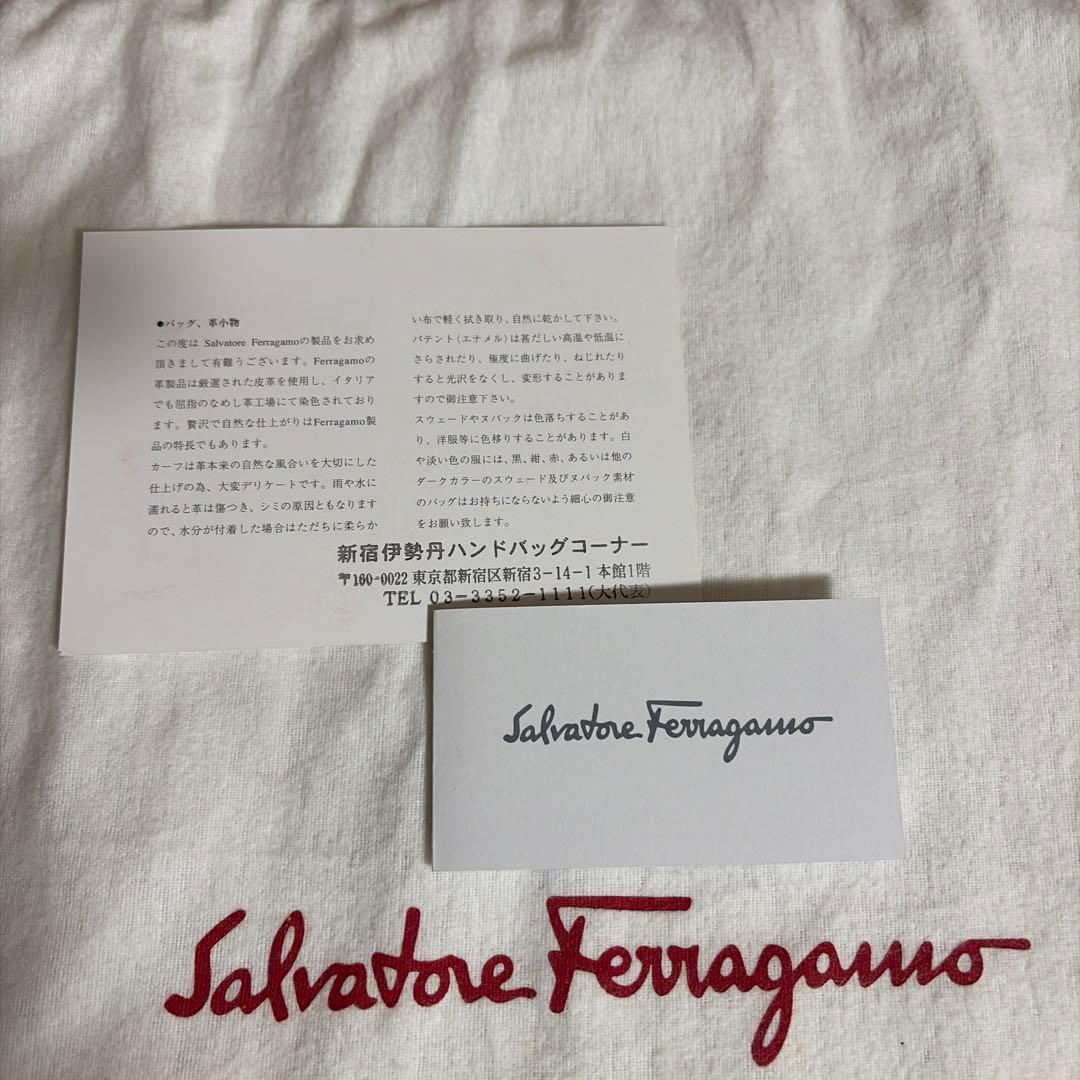 ●バッグ、革小物
この度は Salvatore Ferragamoの製品をお求め
頂きまして有難うございます。Ferragamoの
革製品は厳選された皮革を使用し、イタリア
でも屈指のなめし革工場にて染色されており
ます。贅沢で自然な仕上がりはFerragamo製
品の特長でもあります。
カーフは革本来の自然な風合いを大切にした
仕上げの為、大変デリケートです。雨や水に
濡れると革は傷つき、シミの原因ともなります
ので、水分が付着した場合はただちに柔らか
い布で軽く拭き取り、自然に乾かして下さい。
パテント(エナメル)は甚だしい高温や低温に
さらされたり、極度に曲げたり、ねじれたり
すると光沢をなくし、変形することがありま
すので御注意下さい。
スウェードやヌバックは色落ちすることがあ
り、洋服等に色移りすることがあります。白
や淡い色の服には、黒、紺、赤、あるいは他の
ダークカラーのスウェード及びヌバック素材
のバッグはお持ちにならないよう細心の御注意
をお願い致します。
新宿伊勢丹ハンドバッグコーナー
〒160-0022 東京都新宿区新宿3-14-1 本館1階
TEL 03-3352-1111(大代表)
Salvatore Ferragamo
Salvatore Ferragamo